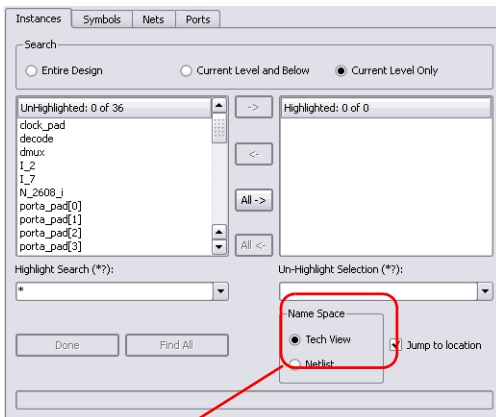 Instances Symbols Nets Ports
Search
Entire Design Current Level and Below Current Level Only
UnHighlighted: 0 of 36
clock_pad
decode
dmux
I_2
I_7
N_2608_i
porta_pad[0]
porta_pad[1]
porta_pad[2]
porta_pad[3]
->
<-
All ->
All <-
Highlighted: 0 of 0
Highlight Search (*?):
*
Un-Highlight Selection (*?):
Done Find All
Name Space
Tech View
Netlist
Jump to location